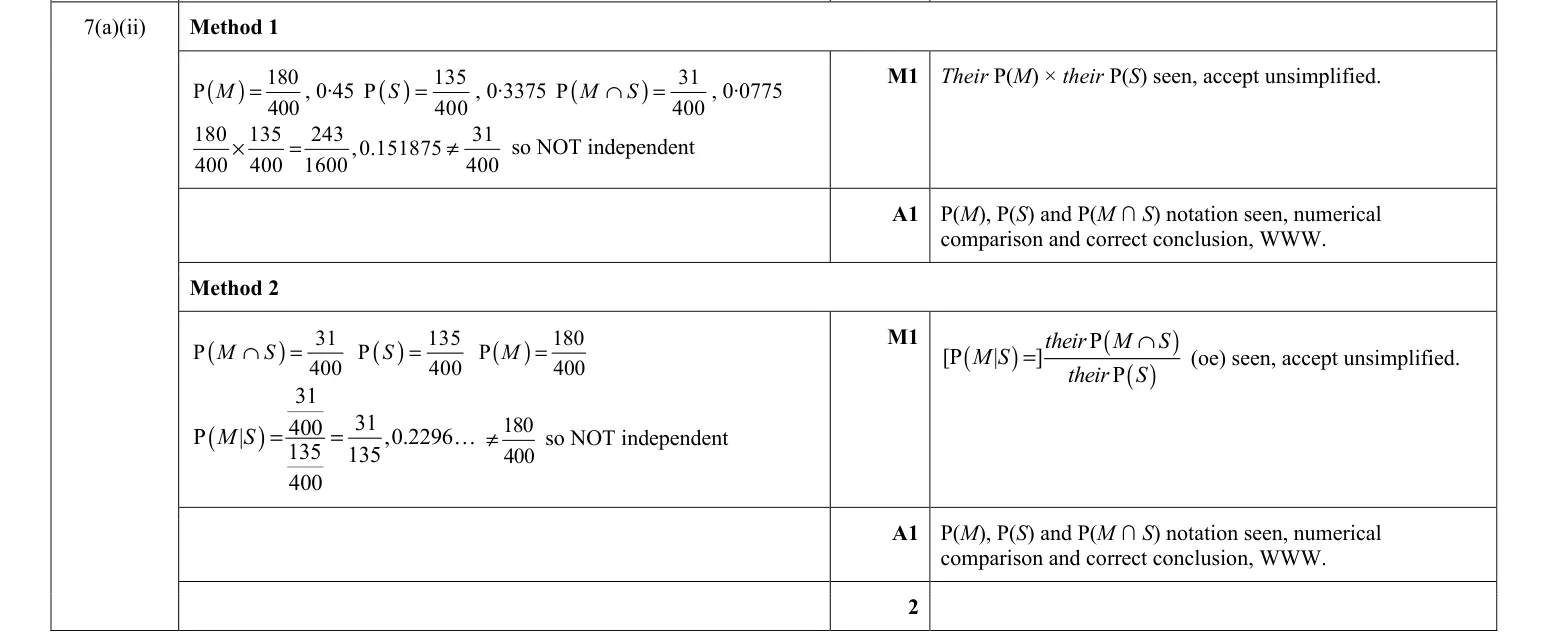 7(a)(ii)
Method 1
P(M) = 180/400, 0·45 P(S) = 135/400, 0·3375 P(M ∩ S) = 31/400, 0·0775
180/400 × 135/400 = 243/1600, 0.151875 ≠ 31/400 so NOT independent
M1
Their P(M) × their P(S) seen, accept unsimplified.
A1
P(M), P(S) and P(M ∩ S) notation seen, numerical
comparison and correct conclusion, WWW.
Method 2
P(M ∩ S) = 31/400 P(S) = 135/400 P(M) = 180/400
P(M|S) = (31/400)/(135/400) = 31/135, 0.2296… ≠ 180/400 so NOT independent
M1
[P(M|S) =] their P(M ∩ S)/their P(S) (oe) seen, accept unsimplified.
A1
P(M), P(S) and P(M ∩ S) notation seen, numerical
comparison and correct conclusion, WWW.
2